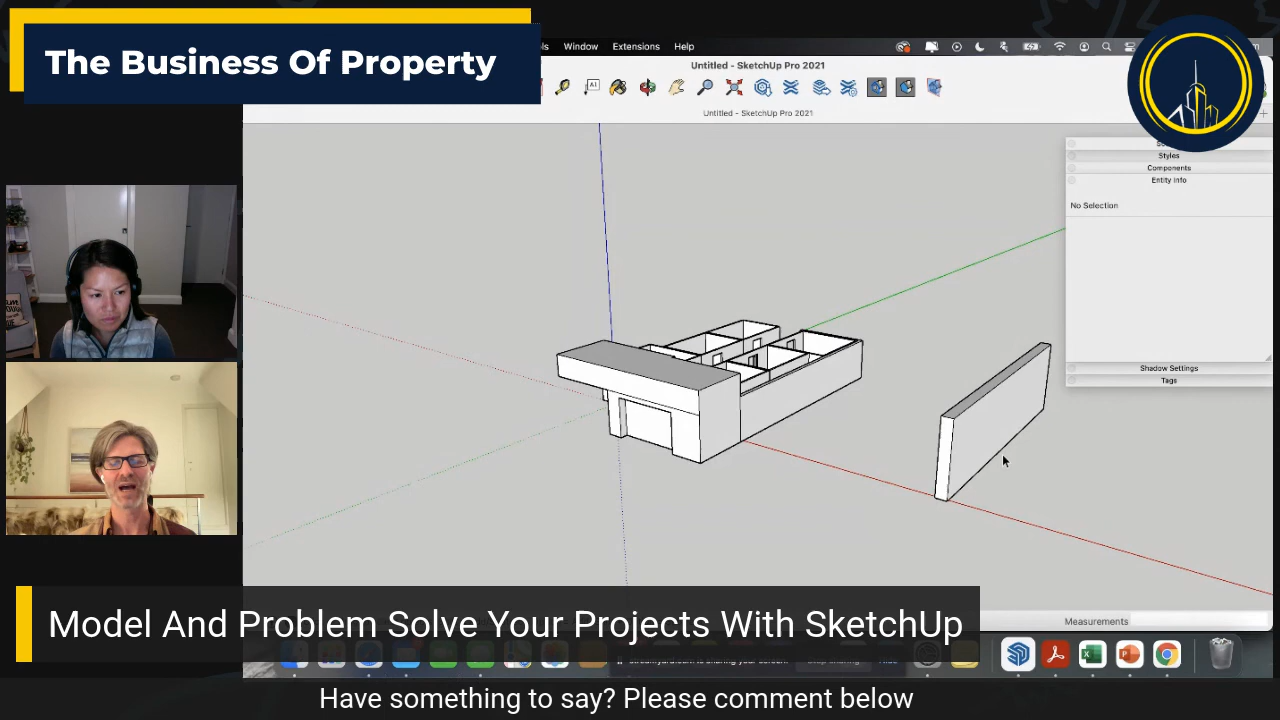 The Business Of Property
ls Window Extensions Help
Untitled - SketchUp Pro 2021
A1
Untitled - SketchUp Pro 2021
Styles
Components
Entity Info
No Selection
Shadow Settings
Tags
Model And Problem Solve Your Projects With SketchUp
Measurements
Have something to say? Please comment below